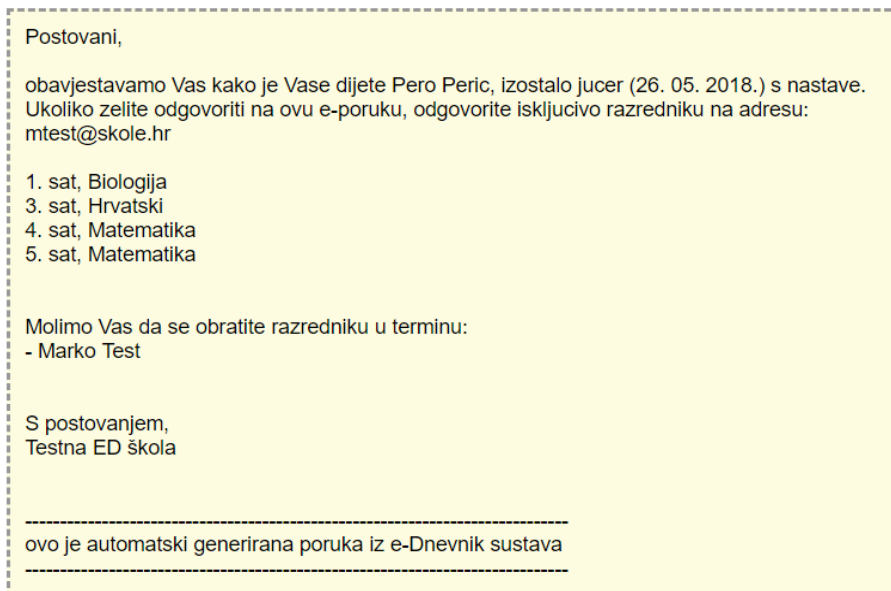 Postovani,
obavjestavamo Vas kako je Vase dijete Pero Peric, izostalo jucer (26. 05. 2018.) s nastave.
Ukoliko zelite odgovoriti na ovu e-poruku, odgovorite iskljucivo razredniku na adresu:
mtest@skole.hr
1. sat, Biologija
3. sat, Hrvatski
4. sat, Matematika
5. sat, Matematika
Molimo Vas da se obratite razredniku u terminu:
- Marko Test
S postovanjem,
Testna ED škola
------------------------------------------------------------------------------
ovo je automatski generirana poruka iz e-Dnevnik sustava
------------------------------------------------------------------------------